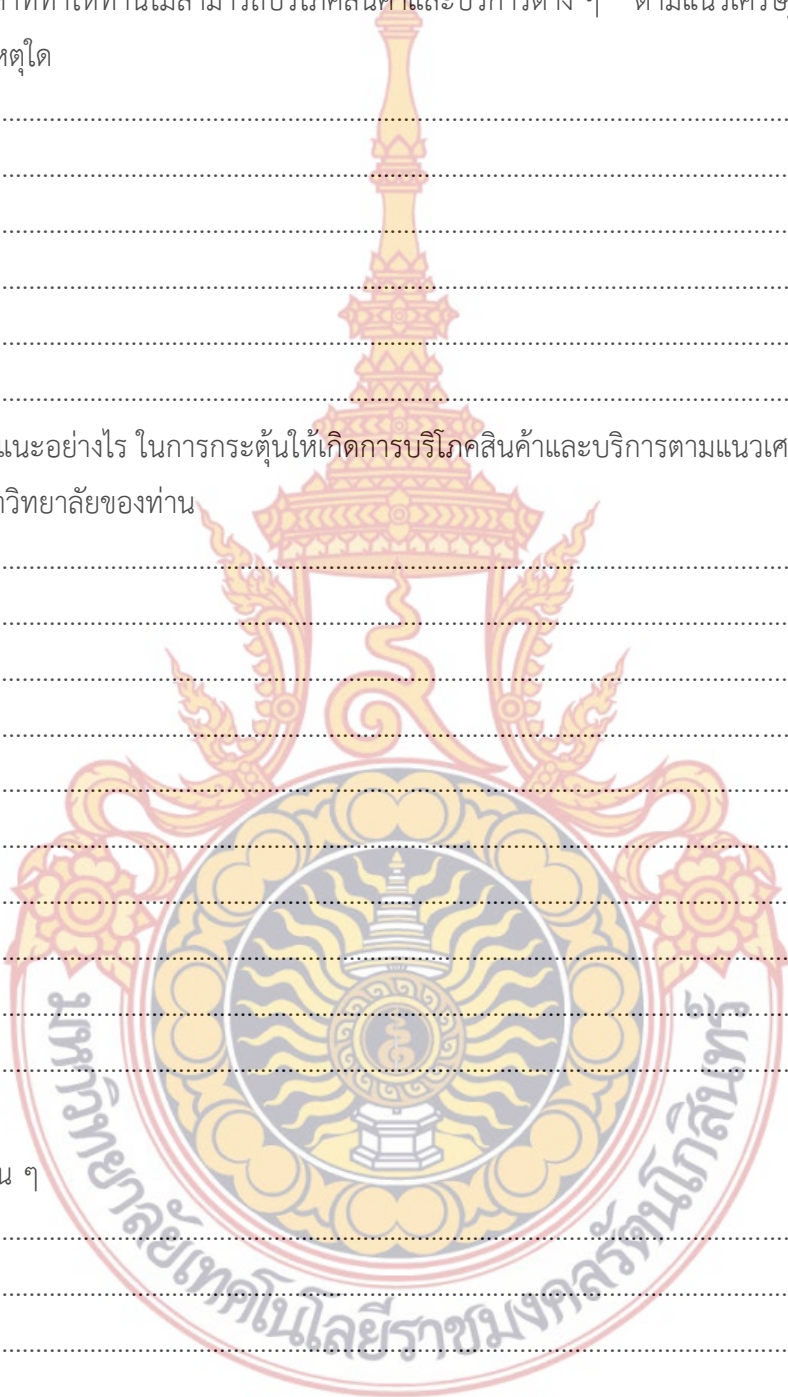 าที่ทำให้ท่านไม่สามารถบริโภคสินค้าและบริการต่าง ๆ ตามแนวเศรษฐ
หตุใด
แนะอย่างไร ในการกระตุ้นให้เกิดการบริโภคสินค้าและบริการตามแนวเศ
าวิทยาลัยของท่าน
น ๆ
มหาวิทยาลัยเทคโนโลยีราชมงคลรัตนโกสินทร์